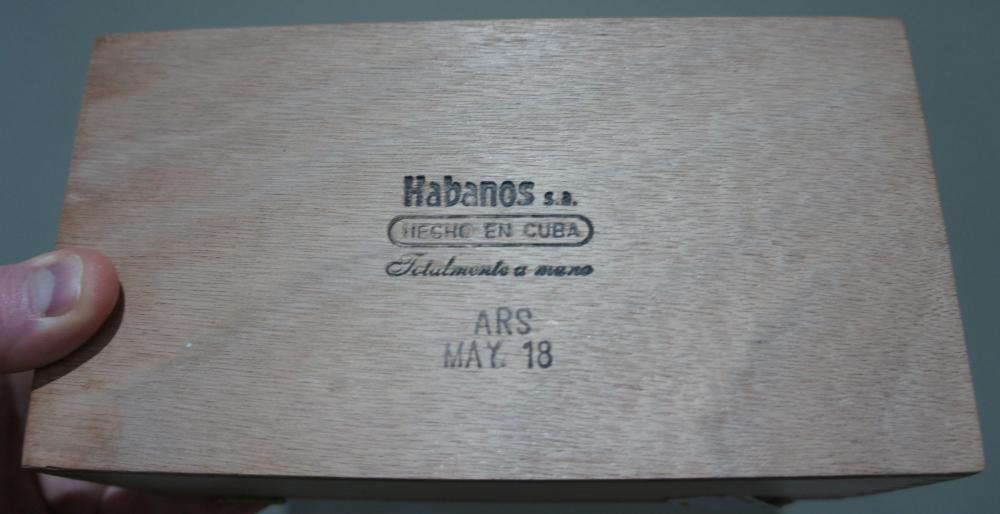 Habanos s.a.
HECHO EN CUBA
Totalmente a mano
ARS
MAY. 18